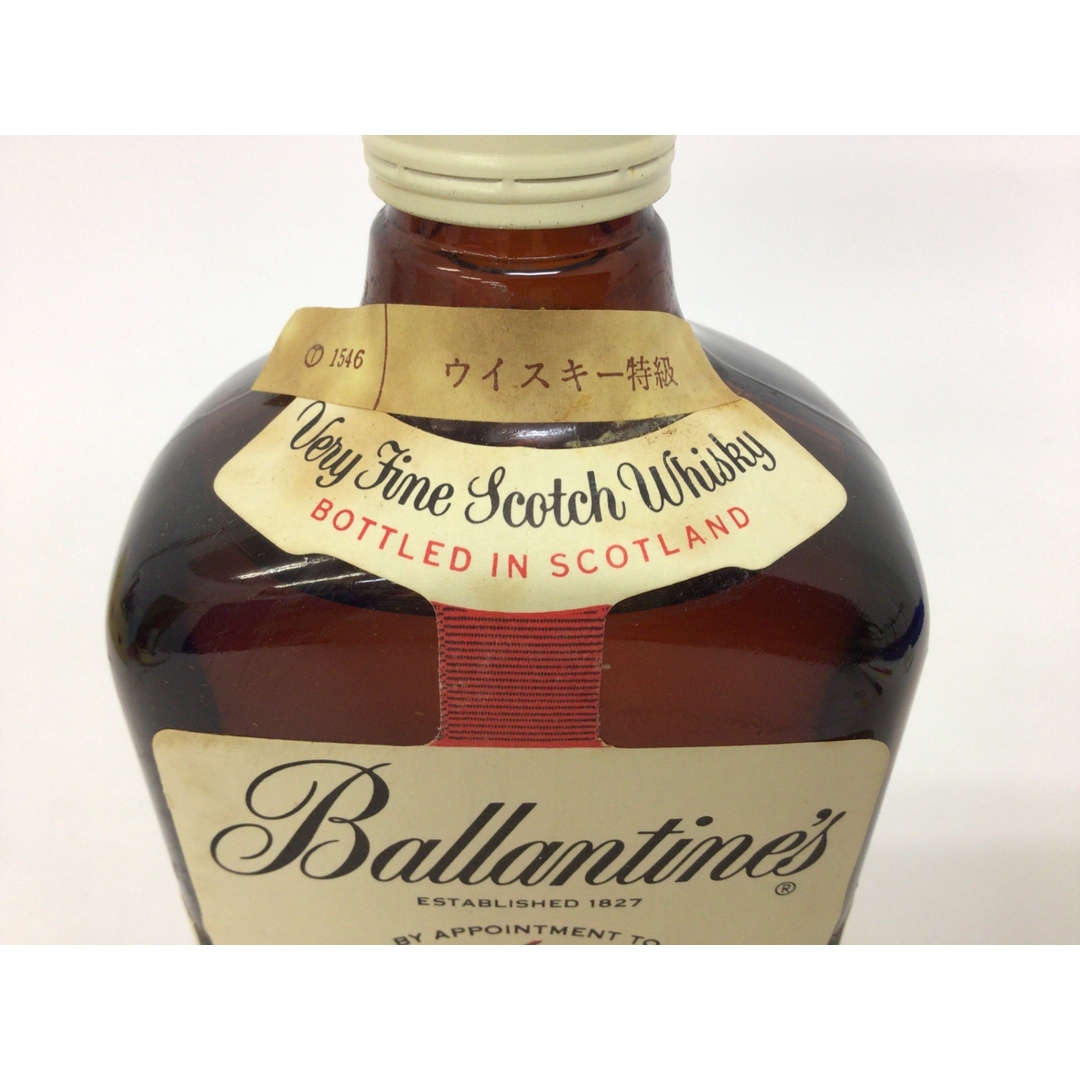 Ⓣ 1546 ウイスキー特級
Very Fine Scotch Whisky
BOTTLED IN SCOTLAND
Ballantine's®
ESTABLISHED 1827
BY APPOINTMENT TO